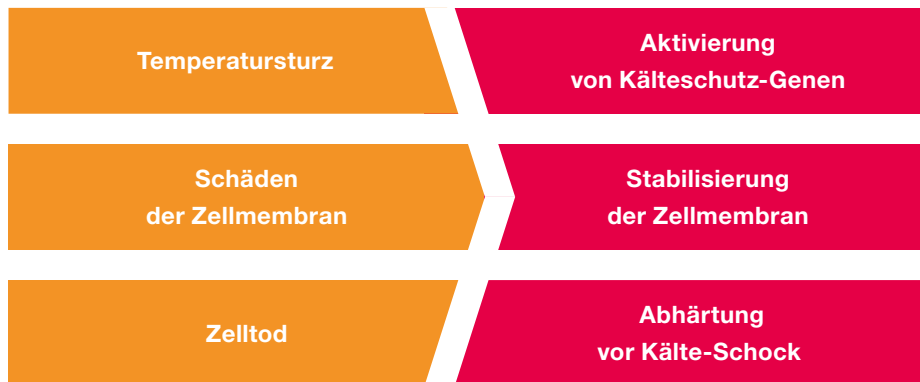 Temperatursturz
Aktivierung
von Kälteschutz-Genen
Schäden
der Zellmembran
Stabilisierung
der Zellmembran
Zelltod
Abhärtung
vor Kälte-Schock